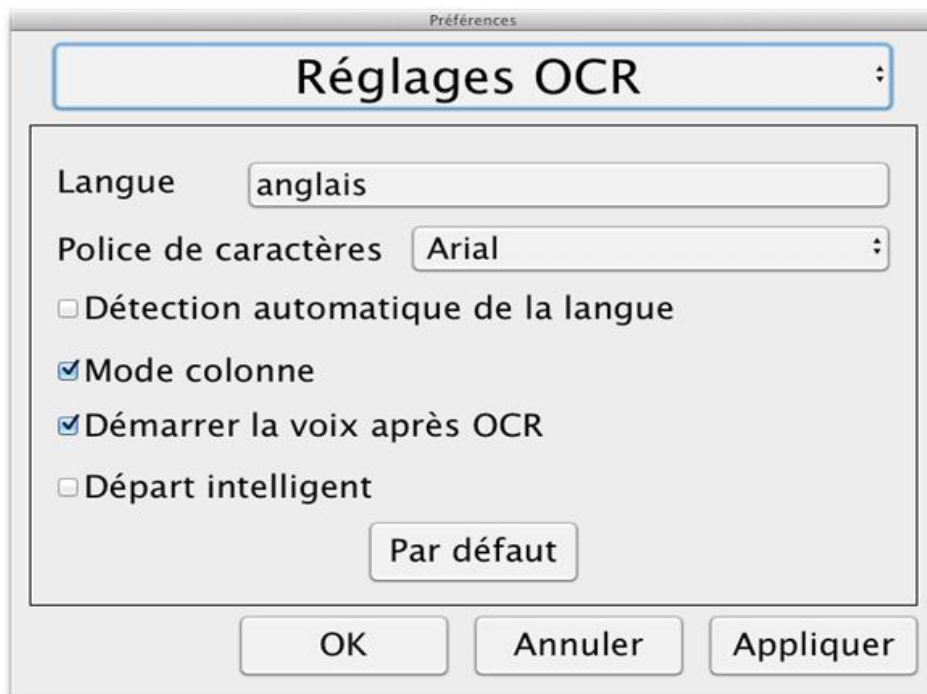 Préférences
Réglages OCR
Langue anglais
Police de caractères Arial
Détection automatique de la langue
Mode colonne
Démarrer la voix après OCR
Départ intelligent
Par défaut
OK Annuler Appliquer